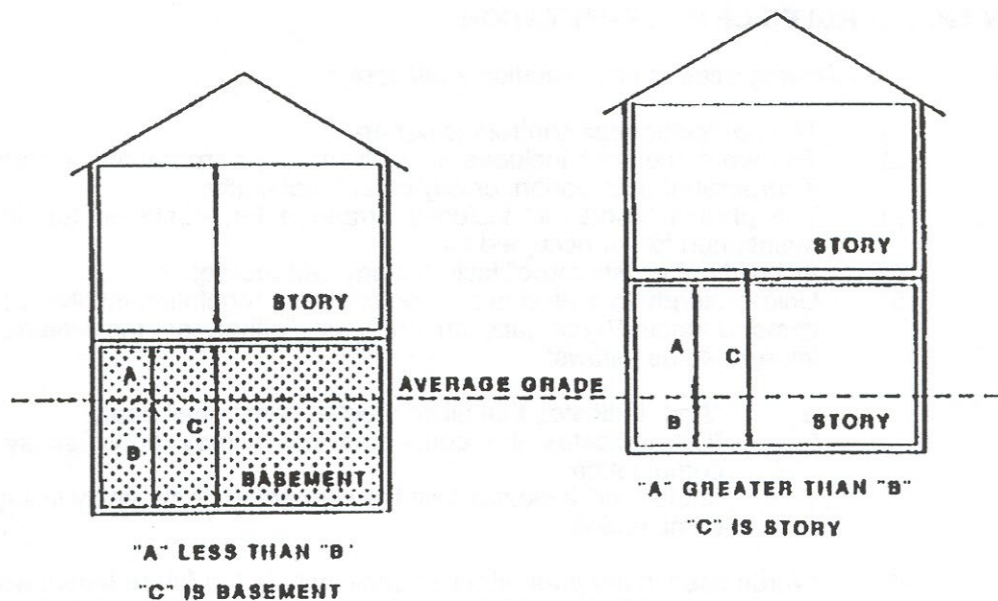 STORY
A
C
B
BASEMENT
"A" LESS THAN "B"
"C" IS BASEMENT
AVERAGE GRADE
STORY
A
C
B
STORY
"A" GREATER THAN "B"
"C" IS STORY